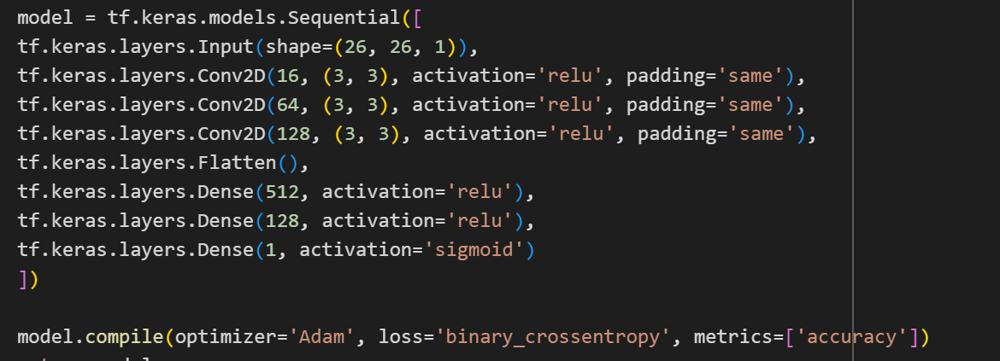 model = tf.keras.models.Sequential([
tf.keras.layers.Input(shape=(26, 26, 1)),
tf.keras.layers.Conv2D(16, (3, 3), activation='relu', padding='same'),
tf.keras.layers.Conv2D(64, (3, 3), activation='relu', padding='same'),
tf.keras.layers.Conv2D(128, (3, 3), activation='relu', padding='same'),
tf.keras.layers.Flatten(),
tf.keras.layers.Dense(512, activation='relu'),
tf.keras.layers.Dense(128, activation='relu'),
tf.keras.layers.Dense(1, activation='sigmoid')
])
model.compile(optimizer='Adam', loss='binary_crossentropy', metrics=['accuracy'])